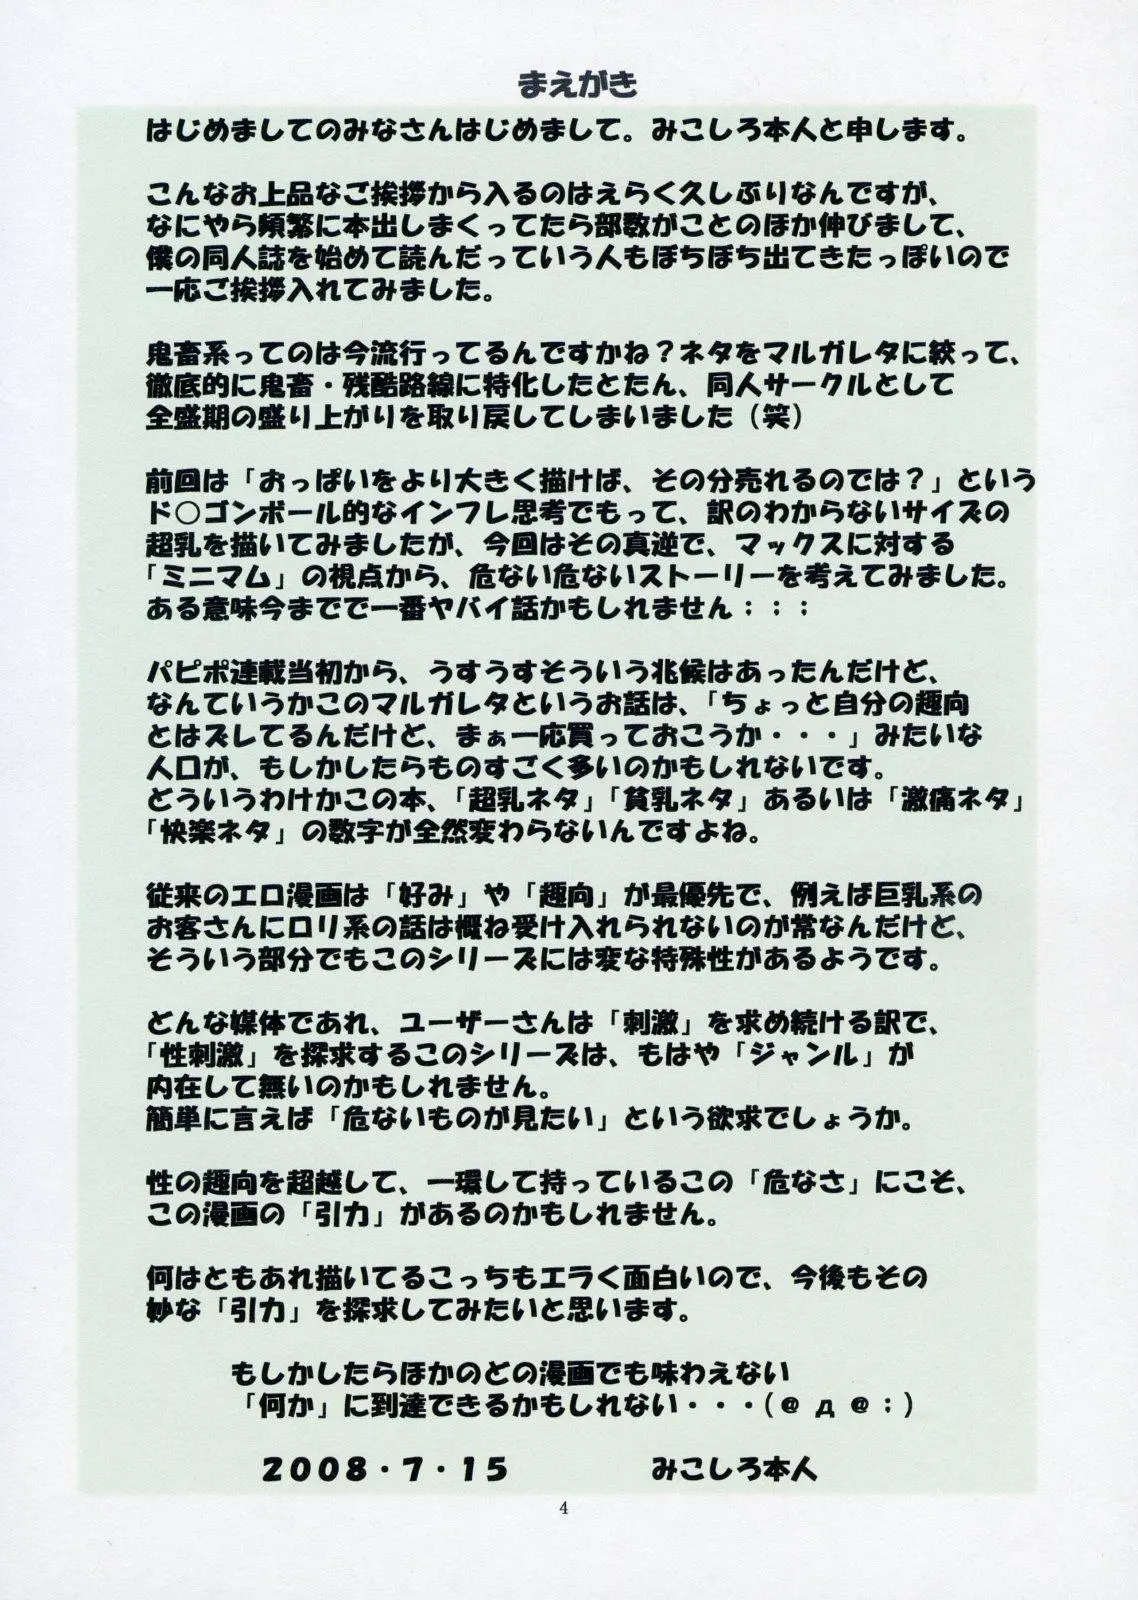 まえがき
はじめましてのみなさんはじめまして。みこしろ本人と申します。
こんなお上品なご挨拶から入るのはえらく久しぶりなんですが、
なにやら頻繁に本出しまくってたら部数がことのほか伸びまして、
僕の同人誌を始めて読んだっていう人もぼちぼち出てきたっぽいので
一応ご挨拶入れてみました。
鬼畜系ってのは今流行ってるんですかね？ネタをマルガレタに絞って、
徹底的に鬼畜・残酷路線に特化したとたん、同人サークルとして
全盛期の盛り上がりを取り戻してしまいました（笑）
前回は「おっぱいをより大きく描けば、その分売れるのでは？」という
ド○ゴンボール的なインフレ思考でもって、訳のわからないサイズの
超乳を描いてみましたが、今回はその真逆で、マックスに対する
「ミニマム」の視点から、危ない危ないストーリーを考えてみました。
ある意味今までで一番ヤバイ話かもしれません；；；
パピポ連載当初から、うすうすそういう兆候はあったんだけど、
なんていうかこのマルガレタというお話は、「ちょっと自分の趣向
とはズレてるんだけど、まぁ一応買っておこうか・・・」みたいな
人口が、もしかしたらものすごく多いのかもしれないです。
どういうわけかこの本、「超乳ネタ」「貧乳ネタ」あるいは「激痛ネタ」
「快楽ネタ」の数字が全然変わらないんですよね。
従来のエロ漫画は「好み」や「趣向」が最優先で、例えば巨乳系の
お客さんにロリ系の話は概ね受け入れられないのが常なんだけど、
そういう部分でもこのシリーズには変な特殊性があるようです。
どんな媒体であれ、ユーザーさんは「刺激」を求め続ける訳で、
「性刺激」を探求するこのシリーズは、もはや「ジャンル」が
内在して無いのかもしれません。
簡単に言えば「危ないものが見たい」という欲求でしょうか。
性の趣向を超越して、一環して持っているこの「危なさ」にこそ、
この漫画の「引力」があるのかもしれません。
何はともあれ描いてるこっちもエラく面白いので、今後もその
妙な「引力」を探求してみたいと思います。
もしかしたらほかのどの漫画でも味わえない
「何か」に到達できるかもしれない・・・（＠ д ＠；）
２００８・７・１５　みこしろ本人
4